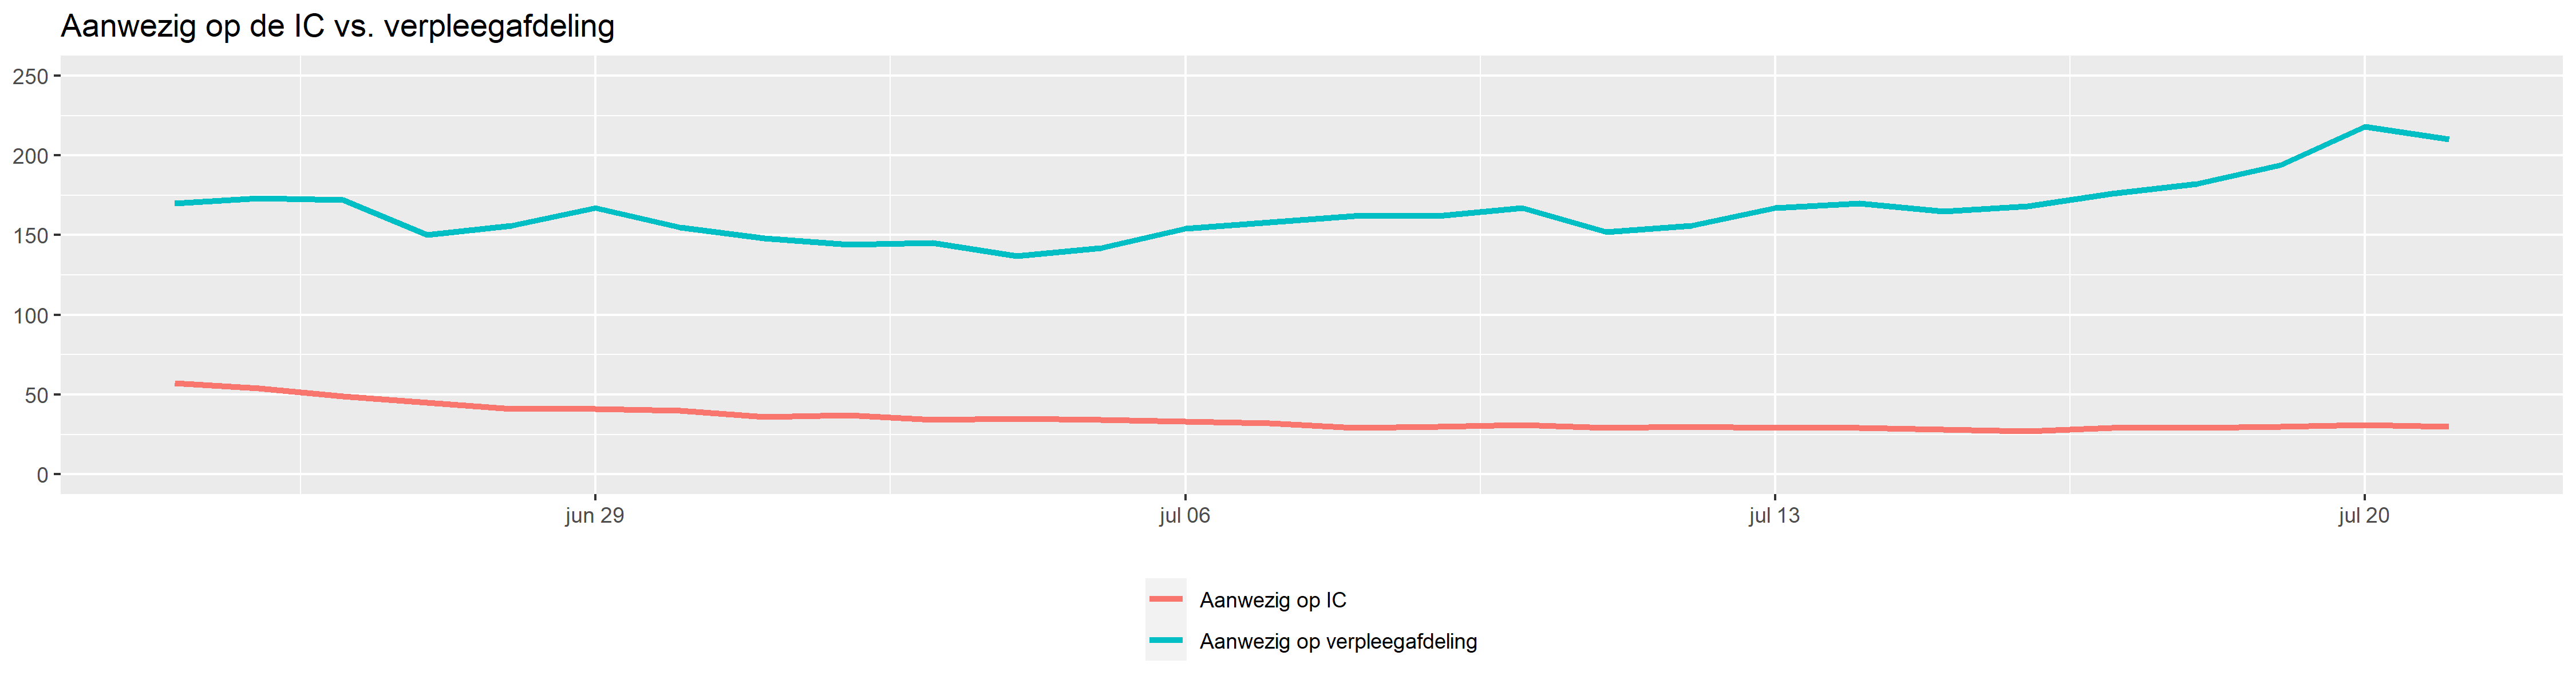 Aanwezig op de IC vs. verpleegafdeling
250
200
150
100
50
0
jun 29 jul 06 jul 13 jul 20
Aanwezig op IC
Aanwezig op verpleegafdeling